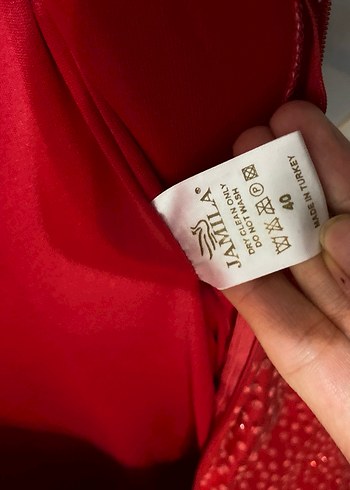 JAMILA®
DRY CLEAN ONLY
DO NOT WASH
P
40
MADE IN TURKEY